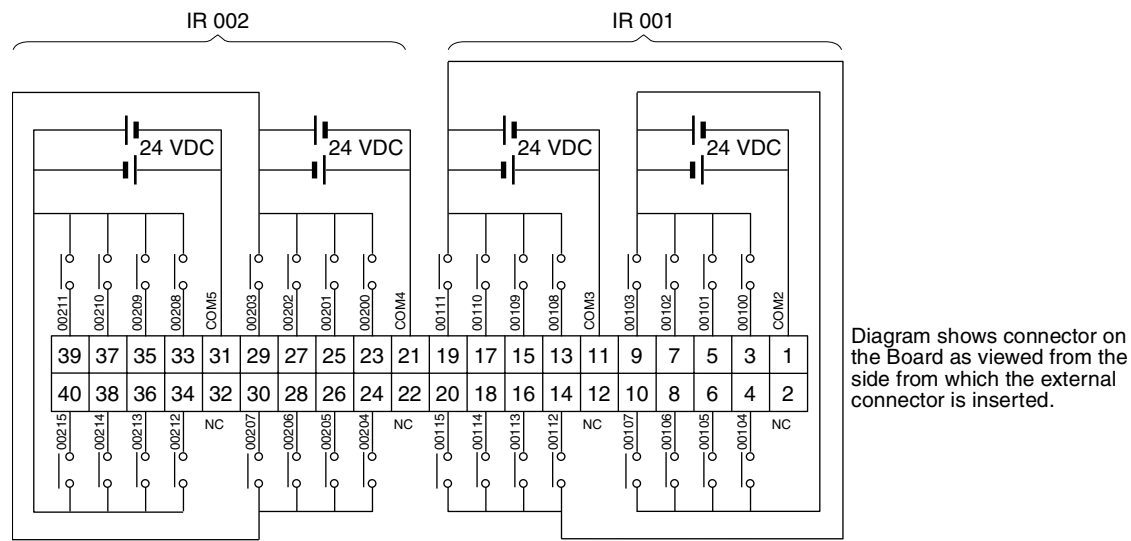 IR 002 IR 001
24 VDC 24 VDC 24 VDC 24 VDC
00211 00210 00209 00208 COM5 00203 00202 00201 00200 COM4 00111 00110 00109 00108 COM3 00103 00102 00101 00100 COM2
39 37 35 33 31 29 27 25 23 21 19 17 15 13 11 9 7 5 3 1
40 38 36 34 32 30 28 26 24 22 20 18 16 14 12 10 8 6 4 2
00215 00214 00213 00212 NC 00207 00206 00205 00204 NC 00115 00114 00113 00112 NC 00107 00106 00105 00104 NC
Diagram shows connector on
the Board as viewed from the
side from which the external
connector is inserted.